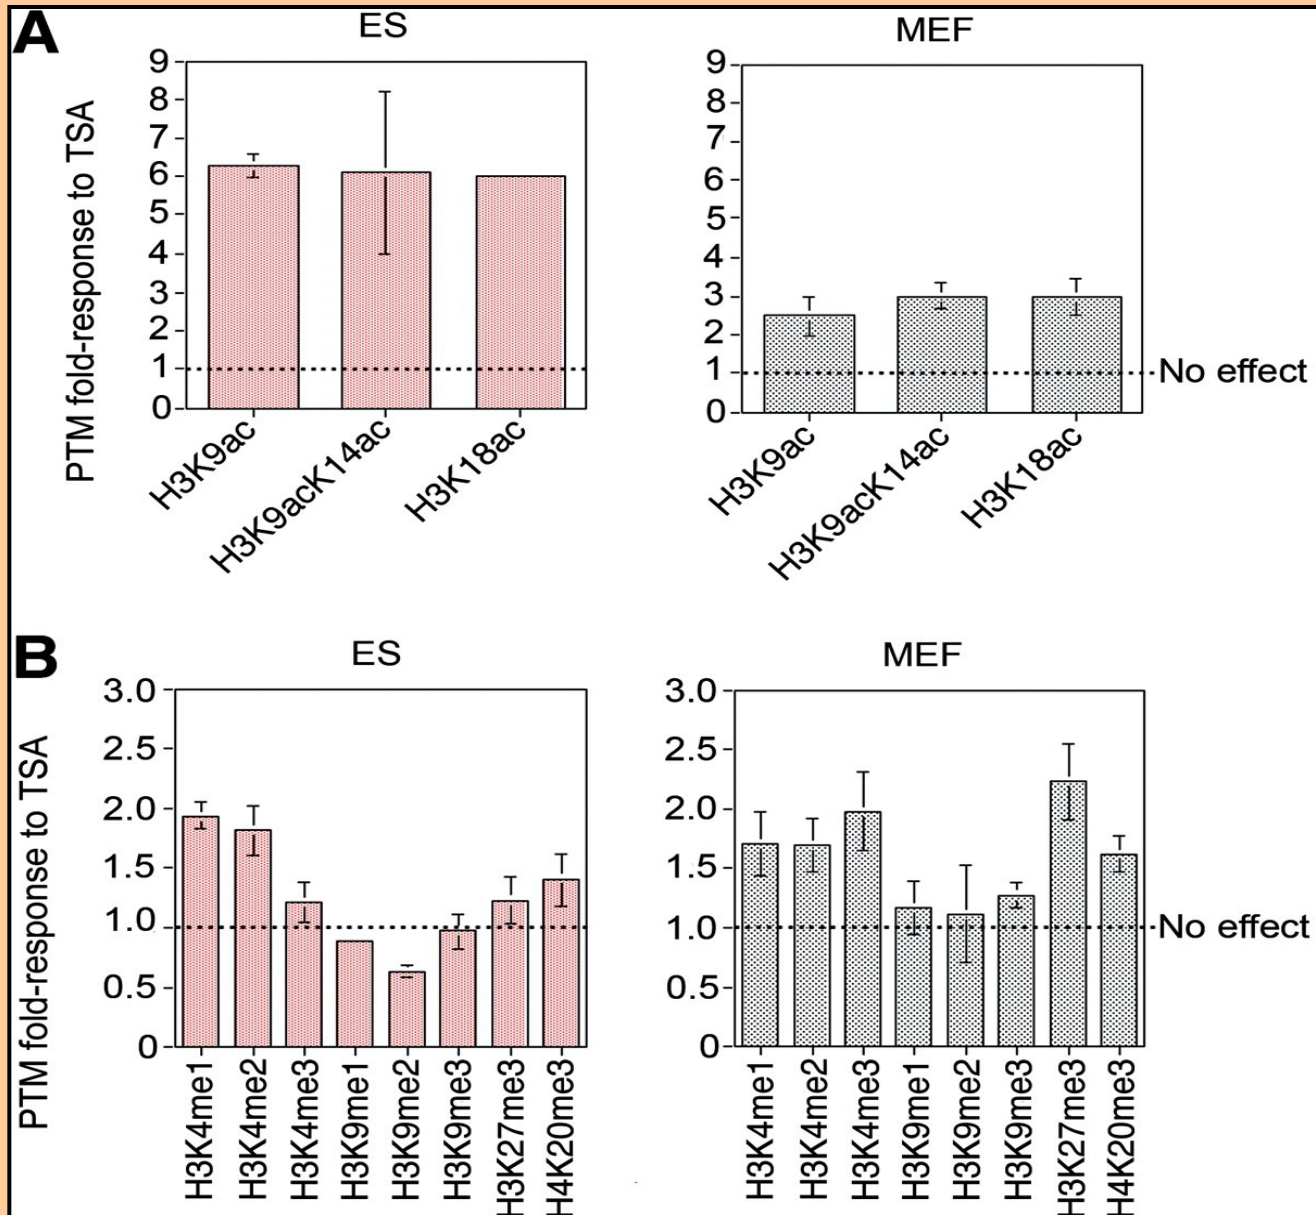 A
ES
MEF
PTM fold-response to TSA
9
8
7
6
5
4
3
2
1
0
H3K9ac
H3K9acK14ac
H3K18ac
9
8
7
6
5
4
3
2
1
0
No effect
H3K9ac
H3K9acK14ac
H3K18ac
B
ES
MEF
PTM fold-response to TSA
3.0
2.5
2.0
1.5
1.0
0.5
0
H3K4me1
H3K4me2
H3K4me3
H3K9me1
H3K9me2
H3K9me3
H3K27me3
H4K20me3
3.0
2.5
2.0
1.5
1.0
0.5
0
No effect
H3K4me1
H3K4me2
H3K4me3
H3K9me1
H3K9me2
H3K9me3
H3K27me3
H4K20me3